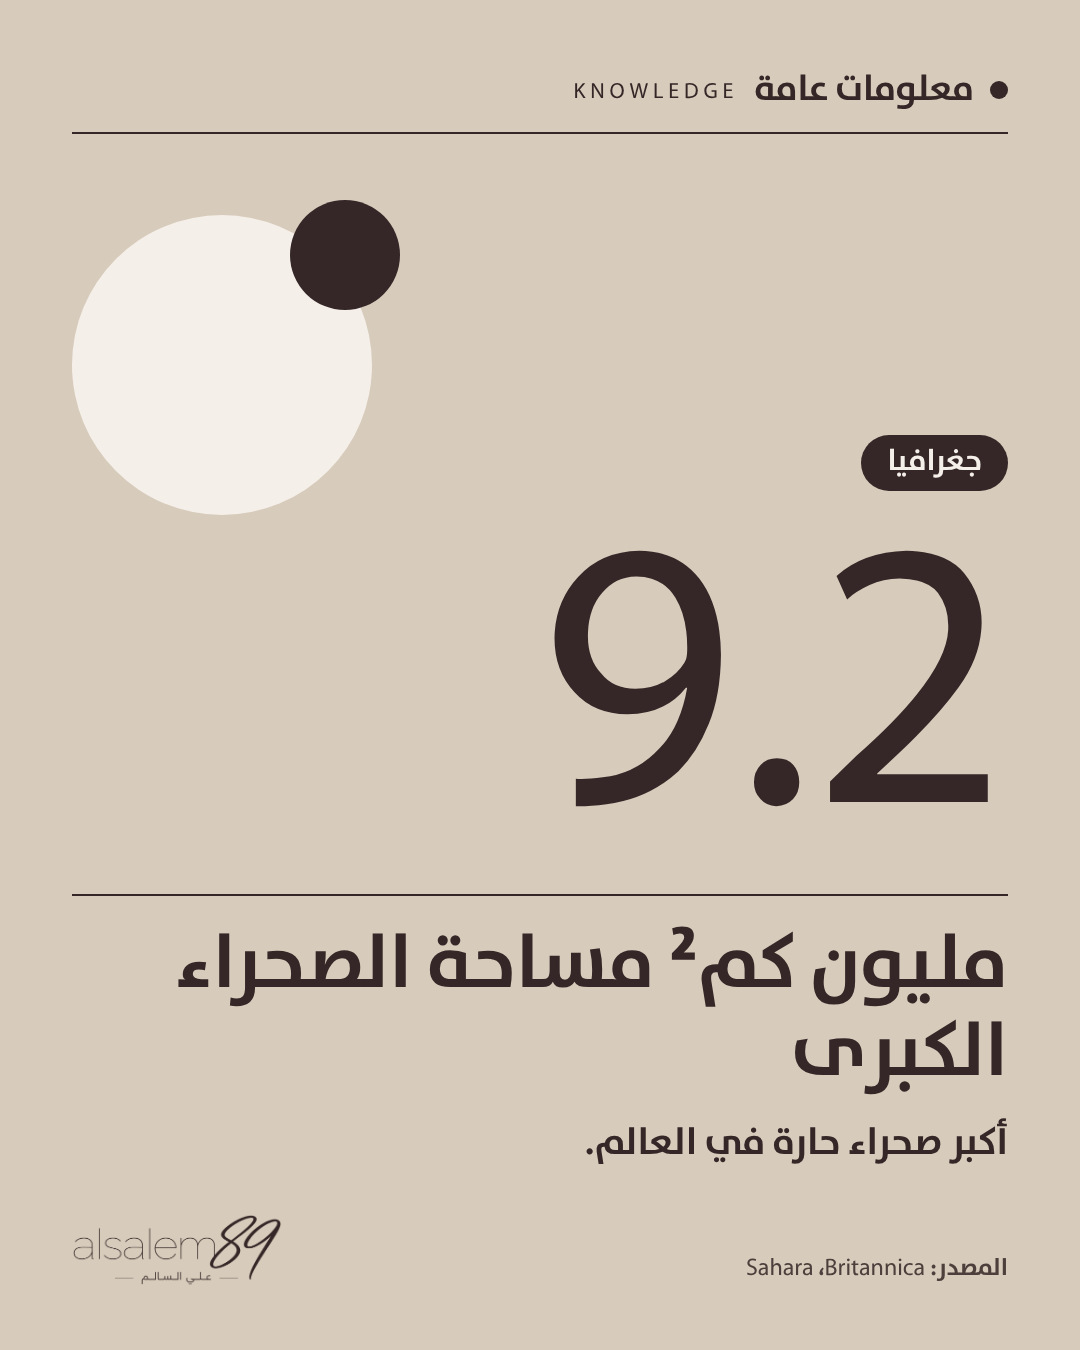 معلومات عامة KNOWLEDGE
جغرافيا
9.2
مليون كم² مساحة الصحراء
الكبرى
أكبر صحراء حارة في العالم.
المصدر: Britannica، Sahara
alsalem89
علي السالم